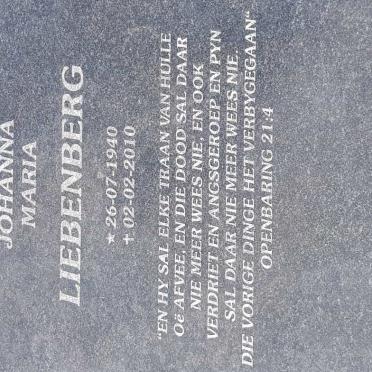 JOHANNA
MARIA
LIEBENBERG
★ 26-07-1940
✝ 02-02-2010
"EN HY SAL ELKE TRAAN VAN HULLE
OË AFVEE, EN DIE DOOD SAL DAAR
NIE MEER WEES NIE, EN OOK
VERDRIET EN ANGSGEROEP EN PYN
SAL DAAR NIE MEER WEES NIE.
DIE VORIGE DINGE HET VERBYGEGAAN"
OPENBARING 21:4